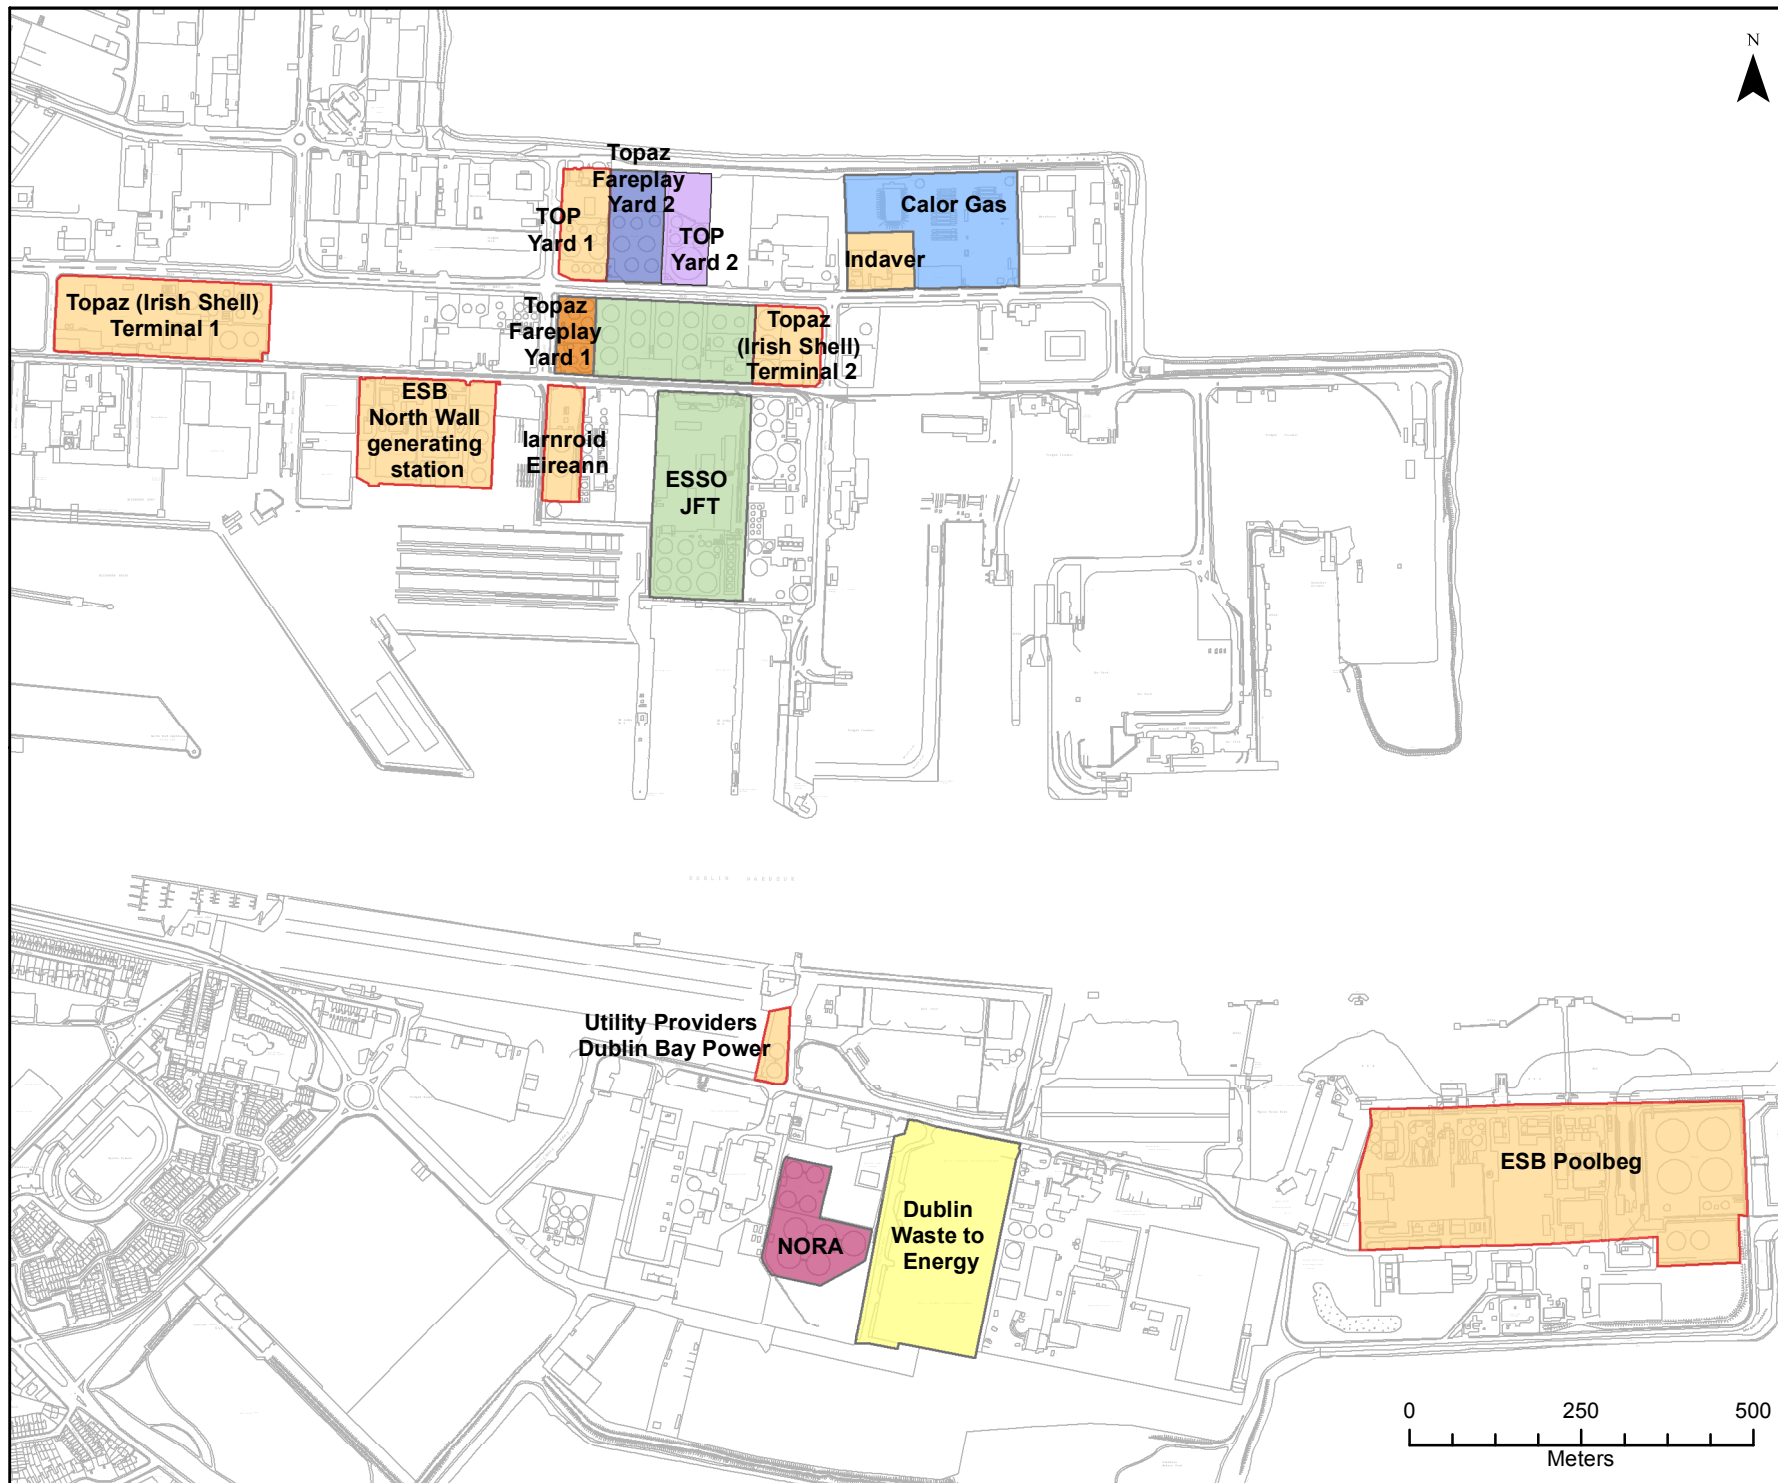 N
Topaz
Fareplay
Yard 2
TOP
Yard 1
TOP
Yard 2
Calor Gas
Indaver
Topaz (Irish Shell)
Terminal 1
Topaz
Fareplay
Yard 1
Topaz
(Irish Shell)
Terminal 2
ESB
North Wall
generating
station
Iarnroid
Eireann
ESSO
JFT
DUBLIN HARBOUR
Utility Providers
Dublin Bay Power
ESB Poolbeg
Dublin
Waste to
Energy
NORA
0 250 500
Meters